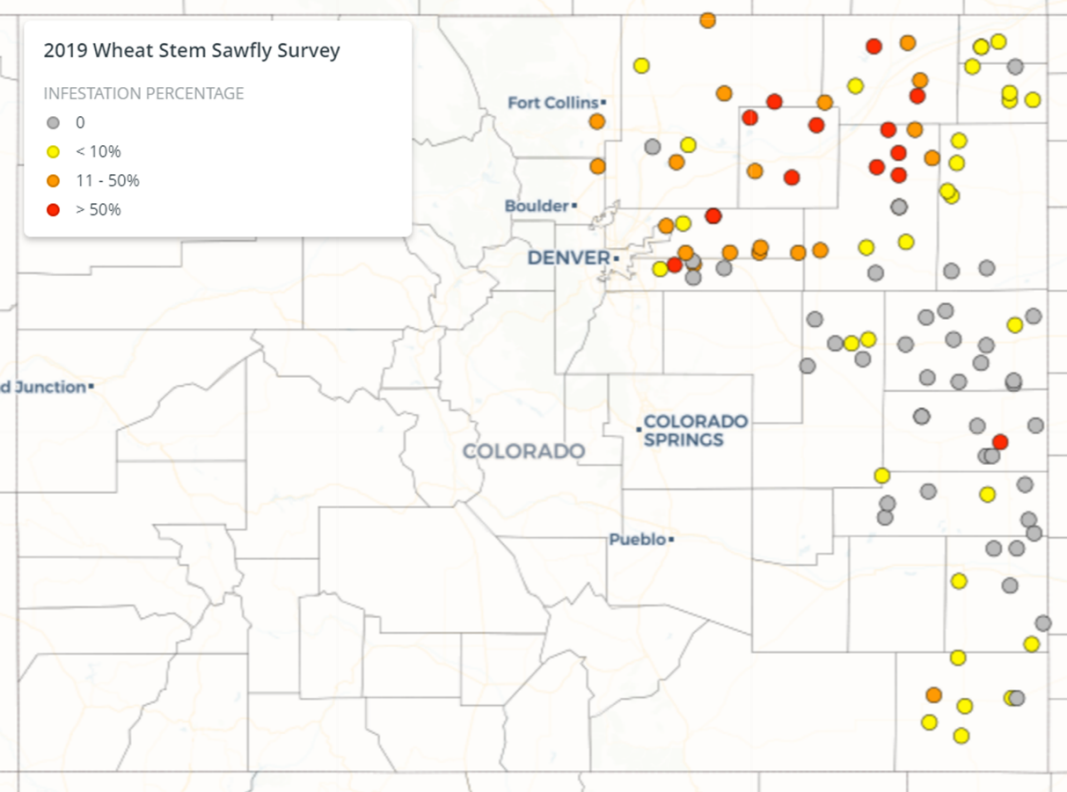 2019 Wheat Stem Sawfly Survey
INFESTATION PERCENTAGE
0
< 10%
11 - 50%
> 50%
Fort Collins
Boulder
DENVER
d Junction
COLORADO
SPRINGS
COLORADO
Pueblo